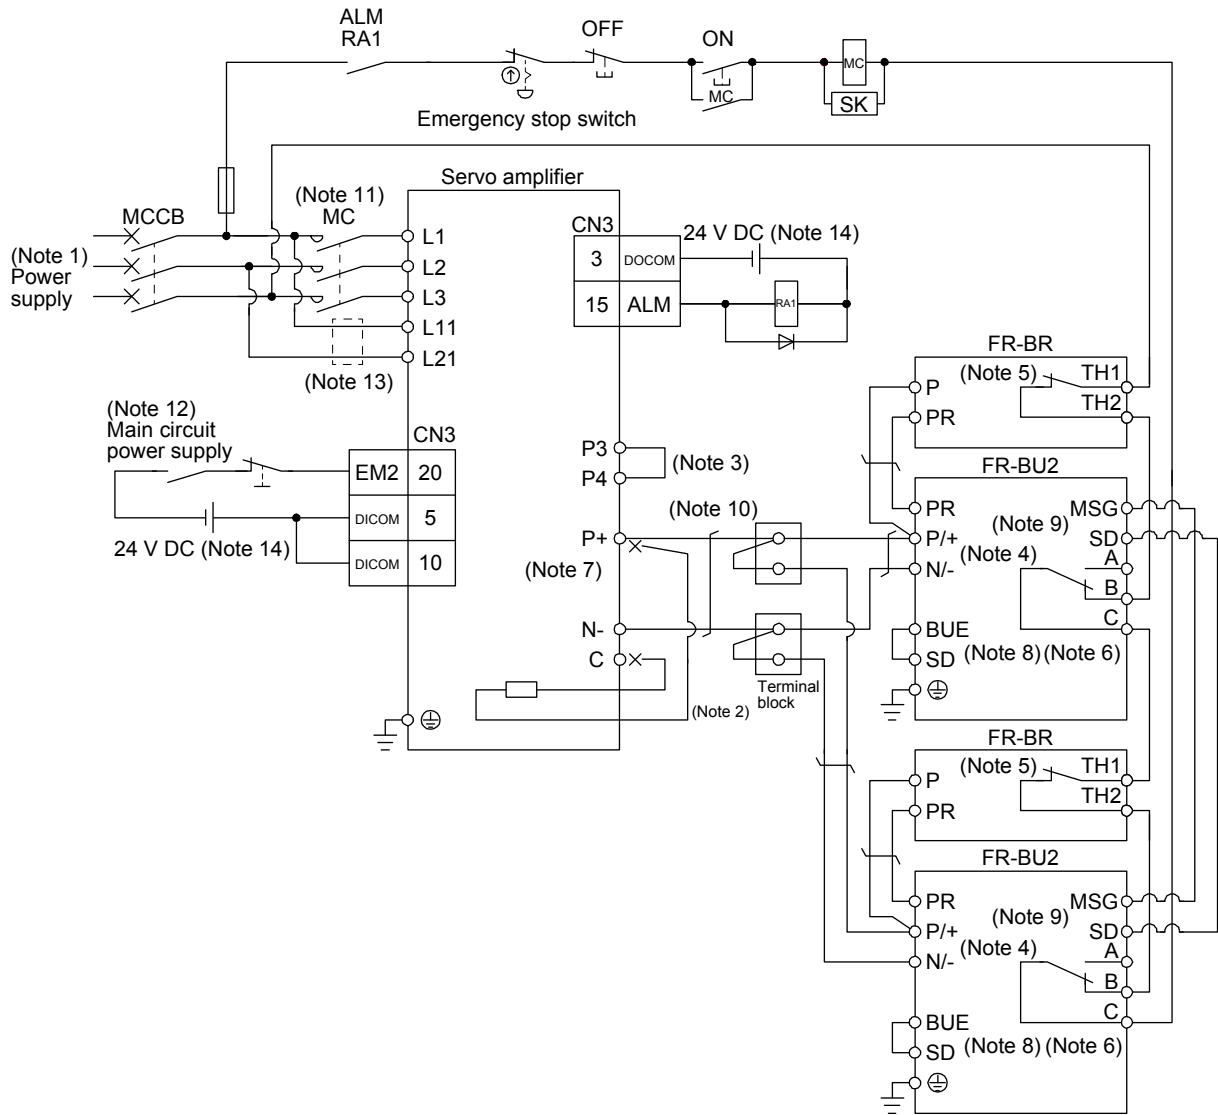 ALM
RA1
OFF
ON
MC
MC
SK
Emergency stop switch
Servo amplifier
(Note 11)
MC
MCCB
(Note 1)
Power
supply
L1
L2
L3
L11
L21
(Note 13)
CN3
3 DOCOM
15 ALM
24 V DC (Note 14)
RA1
(Note 12)
Main circuit
power supply
CN3
EM2 20
DICOM 5
DICOM 10
24 V DC (Note 14)
P3
P4
(Note 3)
P+
(Note 10)
(Note 7)
N-
C
(Note 2)
Terminal
block
FR-BR
P (Note 5) TH1
PR TH2
FR-BU2
PR MSG
P/+ (Note 9) SD
N/- (Note 4) A
B
BUE C
SD (Note 8) (Note 6)
FR-BR
P (Note 5) TH1
PR TH2
FR-BU2
PR MSG
P/+ (Note 9) SD
N/- (Note 4) A
B
BUE C
SD (Note 8) (Note 6)